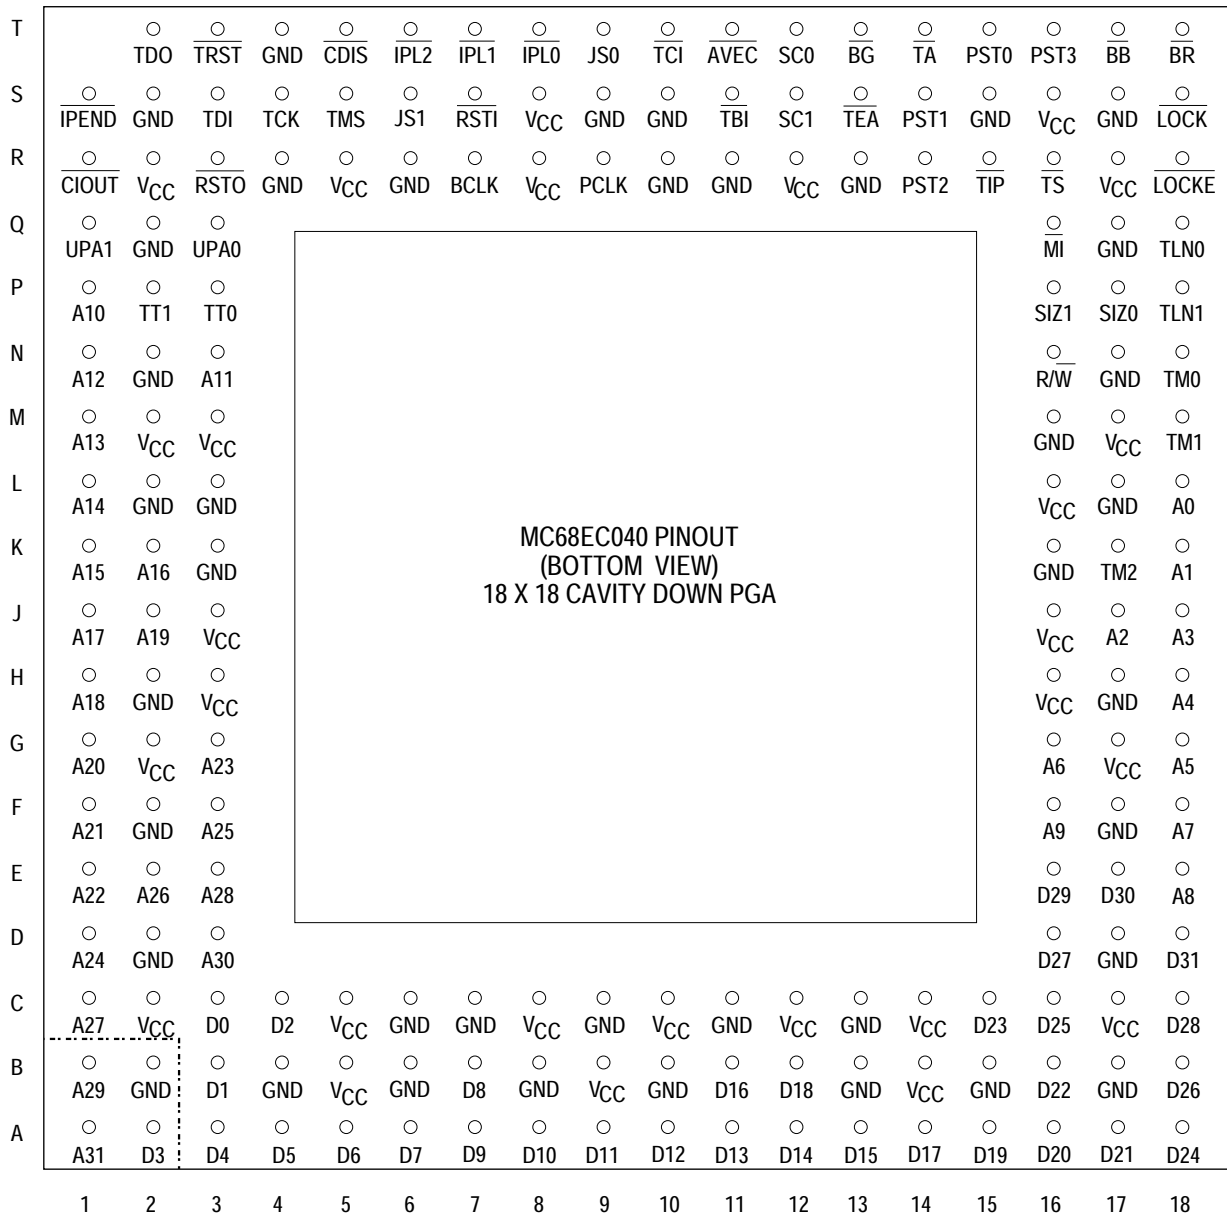 T
TDO TRST GND CDIS IPL2 IPL1 IPL0 JS0 TCI AVEC SC0 BG TA PST0 PST3 BB BR
S
IPEND GND TDI TCK TMS JS1 RSTI VCC GND GND TBI SC1 TEA PST1 GND VCC GND LOCK
R
CIOUT VCC RSTO GND VCC GND BCLK VCC PCLK GND GND VCC GND PST2 TIP TS VCC LOCKE
Q
UPA1 GND UPA0 MI GND TLN0
P
A10 TT1 TT0 SIZ1 SIZ0 TLN1
N
A12 GND A11 R/W GND TM0
M
A13 VCC VCC GND VCC TM1
L
A14 GND GND VCC GND A0
MC68EC040 PINOUT
(BOTTOM VIEW)
18 X 18 CAVITY DOWN PGA
K
A15 A16 GND GND TM2 A1
J
A17 A19 VCC VCC A2 A3
H
A18 GND VCC VCC GND A4
G
A20 VCC A23 A6 VCC A5
F
A21 GND A25 A9 GND A7
E
A22 A26 A28 D29 D30 A8
D
A24 GND A30 D27 GND D31
C
A27 VCC D0 D2 VCC GND GND VCC GND VCC GND VCC GND VCC D23 D25 VCC D28
B
A29 GND D1 GND VCC GND D8 GND VCC GND D16 D18 GND VCC GND D22 GND D26
A
A31 D3 D4 D5 D6 D7 D9 D10 D11 D12 D13 D14 D15 D17 D19 D20 D21 D24
1 2 3 4 5 6 7 8 9 10 11 12 13 14 15 16 17 18